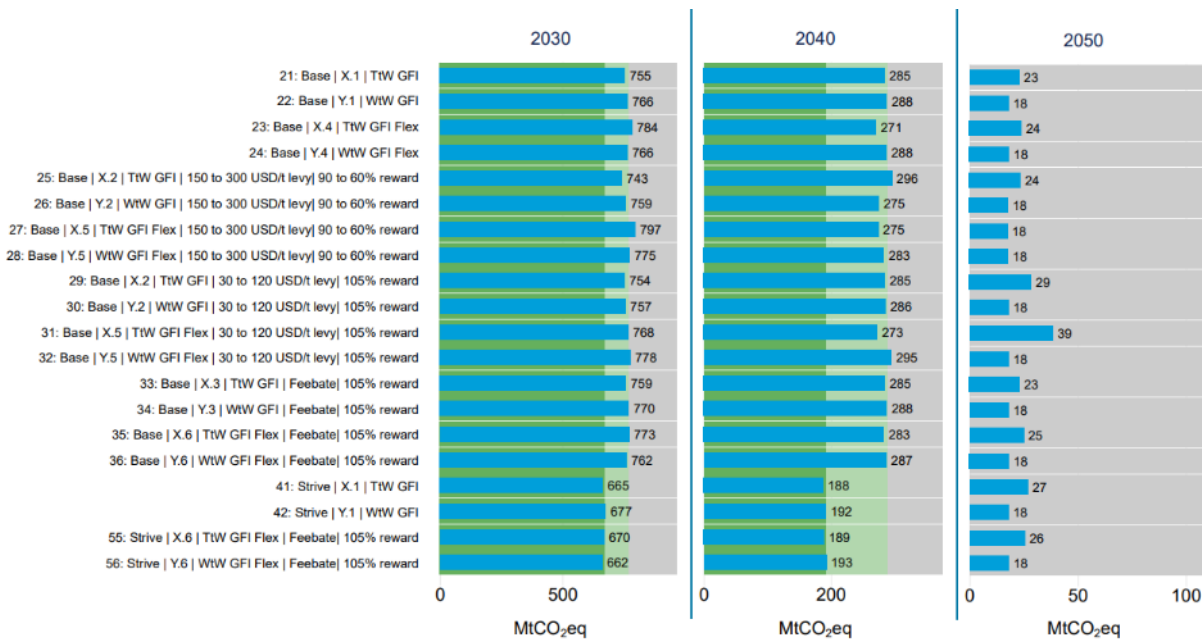 2030 2040 2050
21: Base | X.1 | TtW GFI 755 285 23
22: Base | Y.1 | WtW GFI 766 288 18
23: Base | X.4 | TtW GFI Flex 784 271 24
24: Base | Y.4 | WtW GFI Flex 766 288 18
25: Base | X.2 | TtW GFI | 150 to 300 USD/t levy| 90 to 60% reward 743 296 24
26: Base | Y.2 | WtW GFI | 150 to 300 USD/t levy| 90 to 60% reward 759 275 18
27: Base | X.5 | TtW GFI Flex | 150 to 300 USD/t levy| 90 to 60% reward 797 275 18
28: Base | Y.5 | WtW GFI Flex | 150 to 300 USD/t levy| 90 to 60% reward 775 283 18
29: Base | X.2 | TtW GFI | 30 to 120 USD/t levy| 105% reward 754 285 29
30: Base | Y.2 | WtW GFI | 30 to 120 USD/t levy| 105% reward 757 286 18
31: Base | X.5 | TtW GFI Flex | 30 to 120 USD/t levy| 105% reward 768 273 39
32: Base | Y.5 | WtW GFI Flex | 30 to 120 USD/t levy| 105% reward 778 295 18
33: Base | X.3 | TtW GFI | Feebate| 105% reward 759 285 23
34: Base | Y.3 | WtW GFI | Feebate| 105% reward 770 288 18
35: Base | X.6 | TtW GFI Flex | Feebate| 105% reward 773 283 25
36: Base | Y.6 | WtW GFI Flex | Feebate| 105% reward 762 287 18
41: Strive | X.1 | TtW GFI 665 188 27
42: Strive | Y.1 | WtW GFI 677 192 18
55: Strive | X.6 | TtW GFI Flex | Feebate| 105% reward 670 189 26
56: Strive | Y.6 | WtW GFI Flex | Feebate| 105% reward 662 193 18
0 500 0 200 0 50 100
MtCO₂eq MtCO₂eq MtCO₂eq